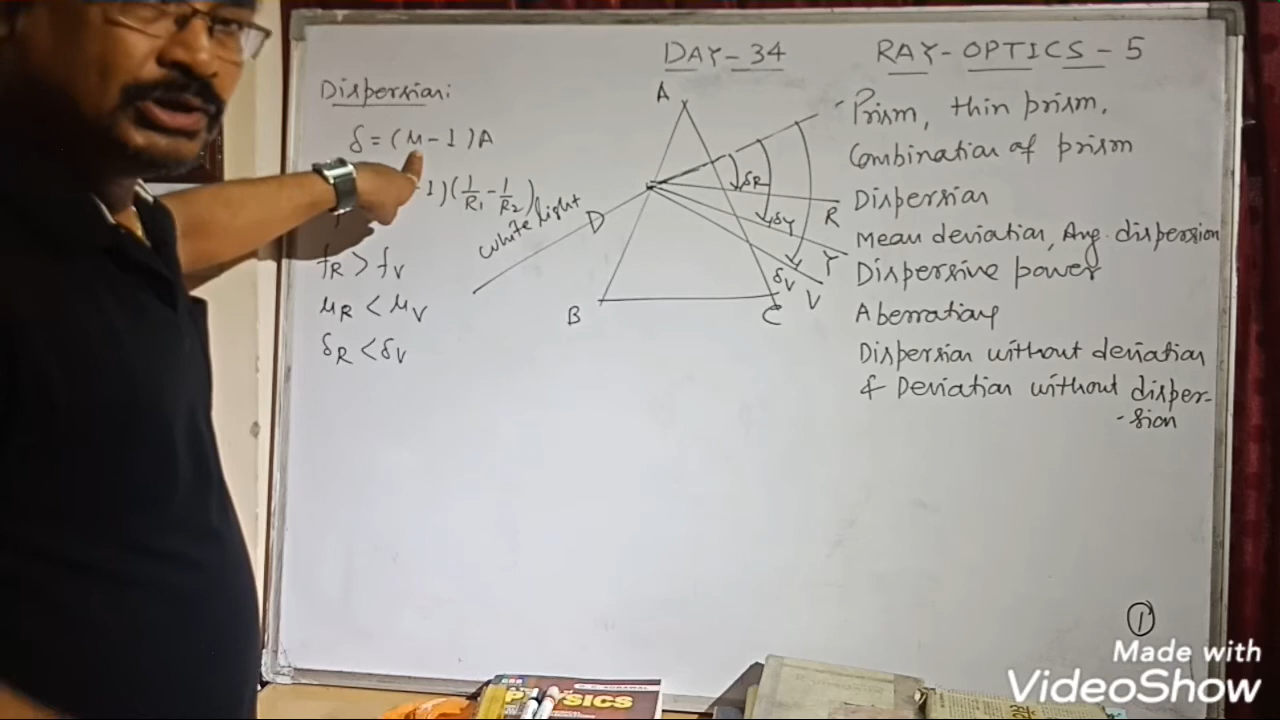 DAY-34
RAY-OPTICS-5
Dispersion:
δ = (μ-1)A
-1)(1/R₁ - 1/R₂)
fR > fV
μR < μV
δR < δV
A
B
C
White light
δR
δY
δV
R
Y
V
Prism, thin prism.
Combination of prism
Dispersion
Mean deviation, Ang. dispersion
Dispersive power
Aberrations
Dispersion without deviation
& Deviation without disper-
-sion
1
Made with
VideoShow
PHYSICS